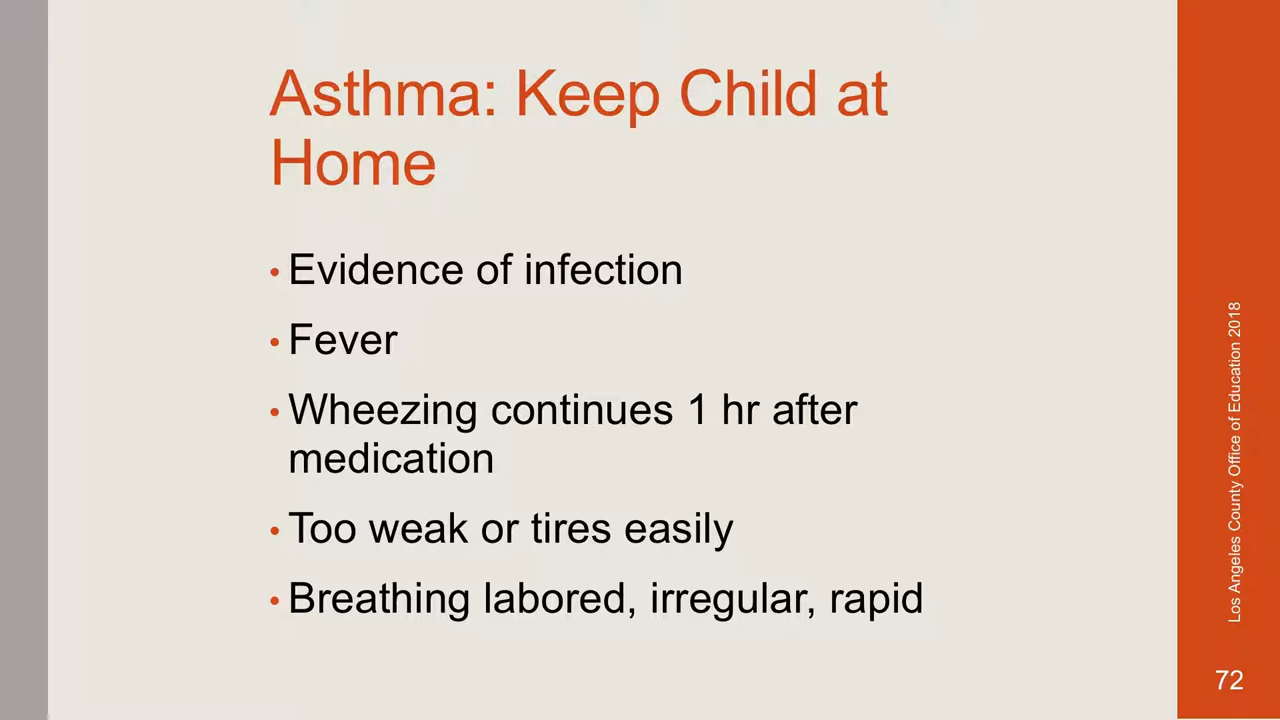 Asthma: Keep Child at
Home
• Evidence of infection
• Fever
• Wheezing continues 1 hr after
medication
• Too weak or tires easily
• Breathing labored, irregular, rapid
Los Angeles County Office of Education 2018
72